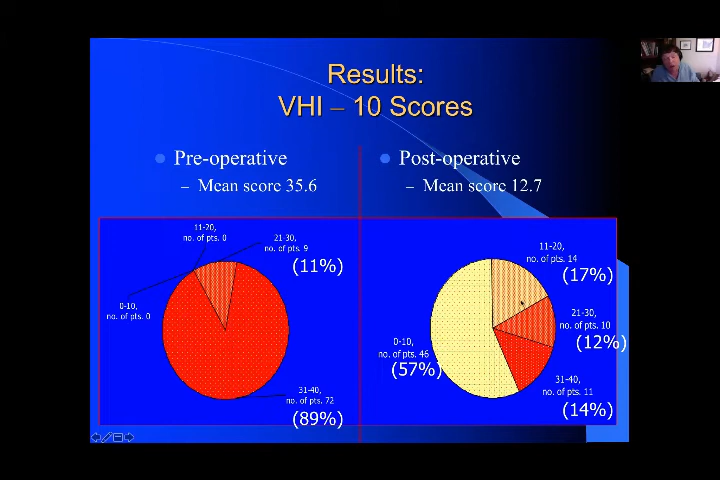 Results:
VHI – 10 Scores
Pre-operative
– Mean score 35.6
Post-operative
– Mean score 12.7
11-20,
no. of pts. 0
21-30,
no. of pts. 9
(11%)
0-10,
no. of pts. 0
31-40,
no. of pts. 72
(89%)
11-20,
no. of pts. 14
(17%)
21-30,
no. of pts. 10
(12%)
0-10,
no. of pts. 46
(57%)
31-40,
no. of pts. 11
(14%)